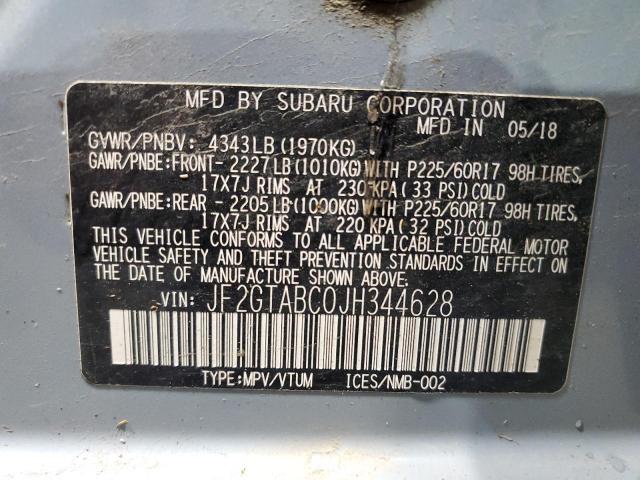 MFD BY SUBARU CORPORATION
MFD IN 05/18
GVWR/PNBV: 4343LB(1970KG)
GAWR/PNBE:FRONT-2227LB(1010KG)WITH P225/60R17 98H TIRES,
17X7J RIMS AT 230 KPA(33 PSI)COLD
GAWR/PNBE:REAR -2205LB(1000KG)WITH P225/60R17 98H TIRES,
17X7J RIMS AT 220 KPA(32 PSI)COLD
THIS VEHICLE CONFORMS TO ALL APPLICABLE FEDERAL MOTOR
VEHICLE SAFETY AND THEFT PREVENTION STANDARDS IN EFFECT
ON THE DATE OF MANUFACTURE SHOWN ABOVE.
VIN: JF2GTABC0JH344628
TYPE:MPV/VTUM ICES/NMB-002